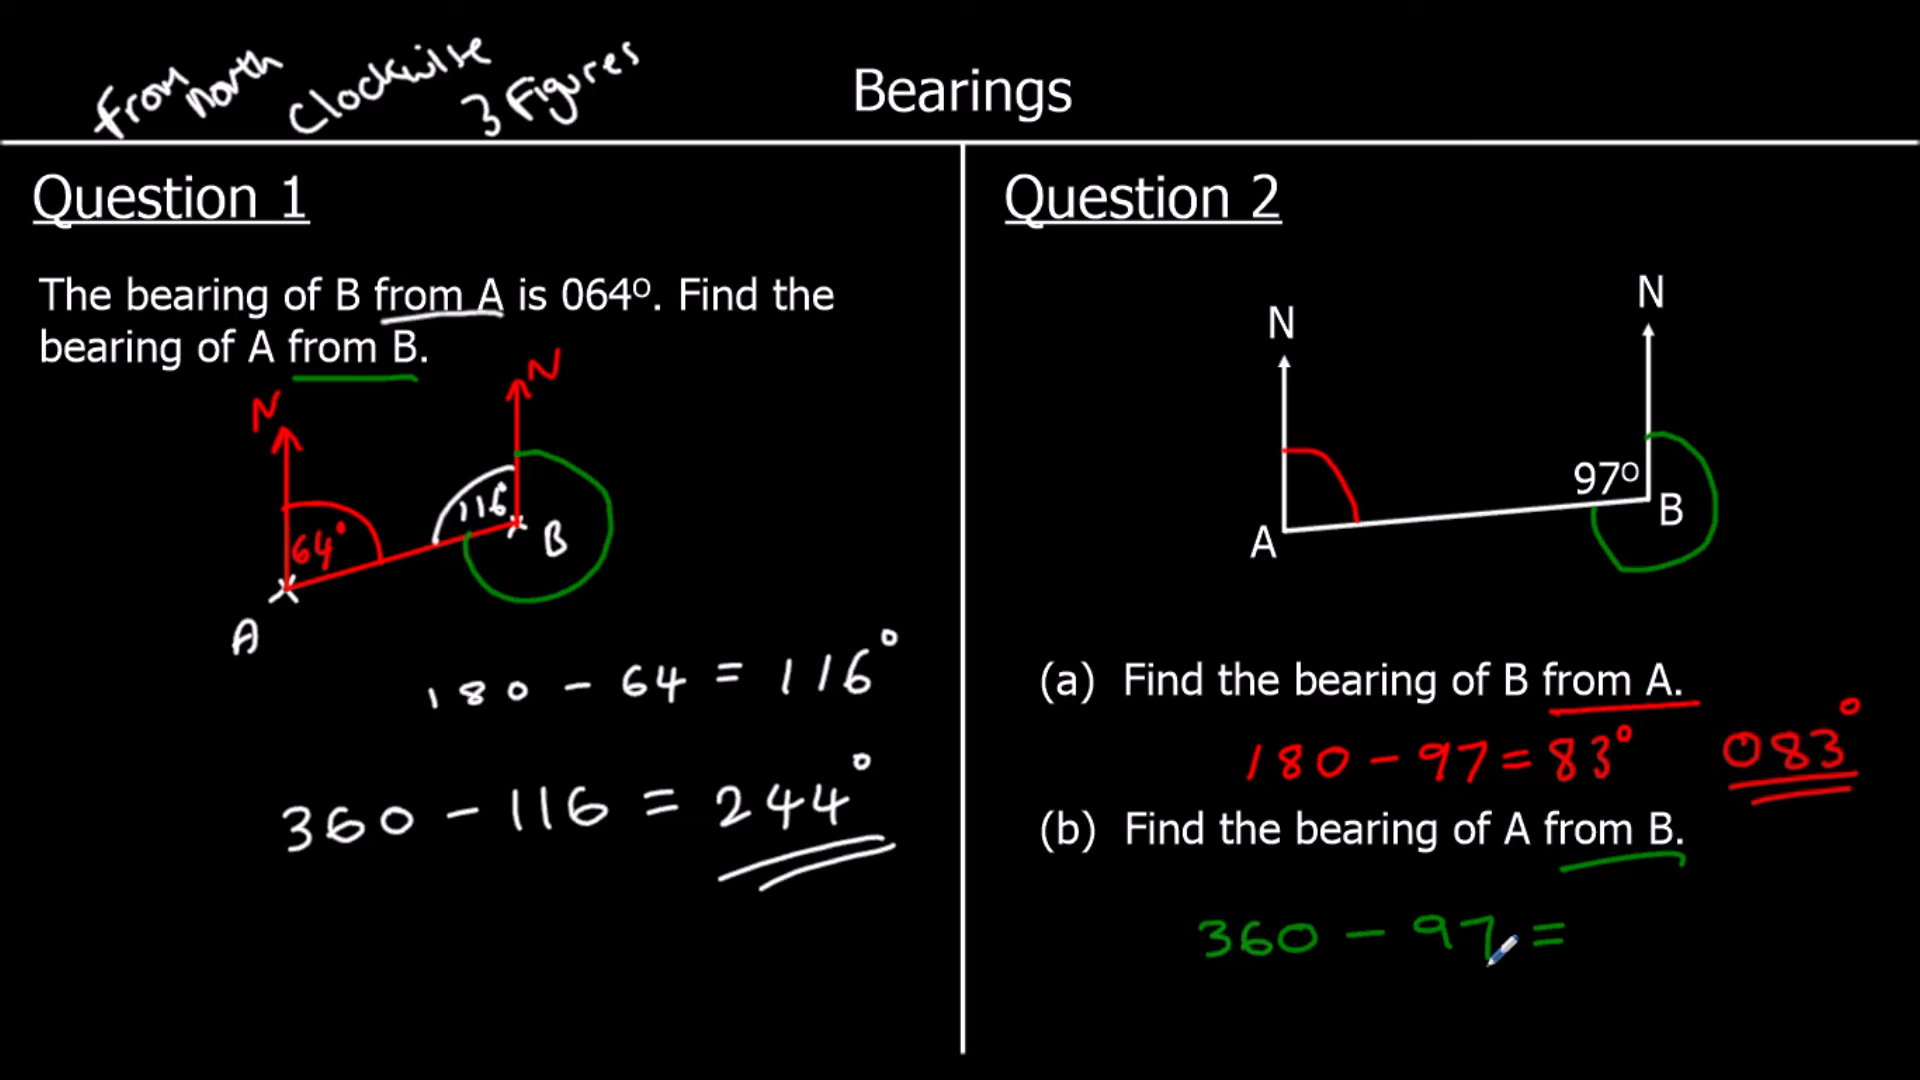 From north Clockwise 3 Figures
Bearings
Question 1
The bearing of B from A is 064º. Find the
bearing of A from B.
N
N
116°
64°
B
A
180 - 64 = 116°
360 - 116 = 244°
Question 2
N
N
97º
B
A
(a) Find the bearing of B from A.
180 - 97 = 83° 083°
(b) Find the bearing of A from B.
360 - 97 =